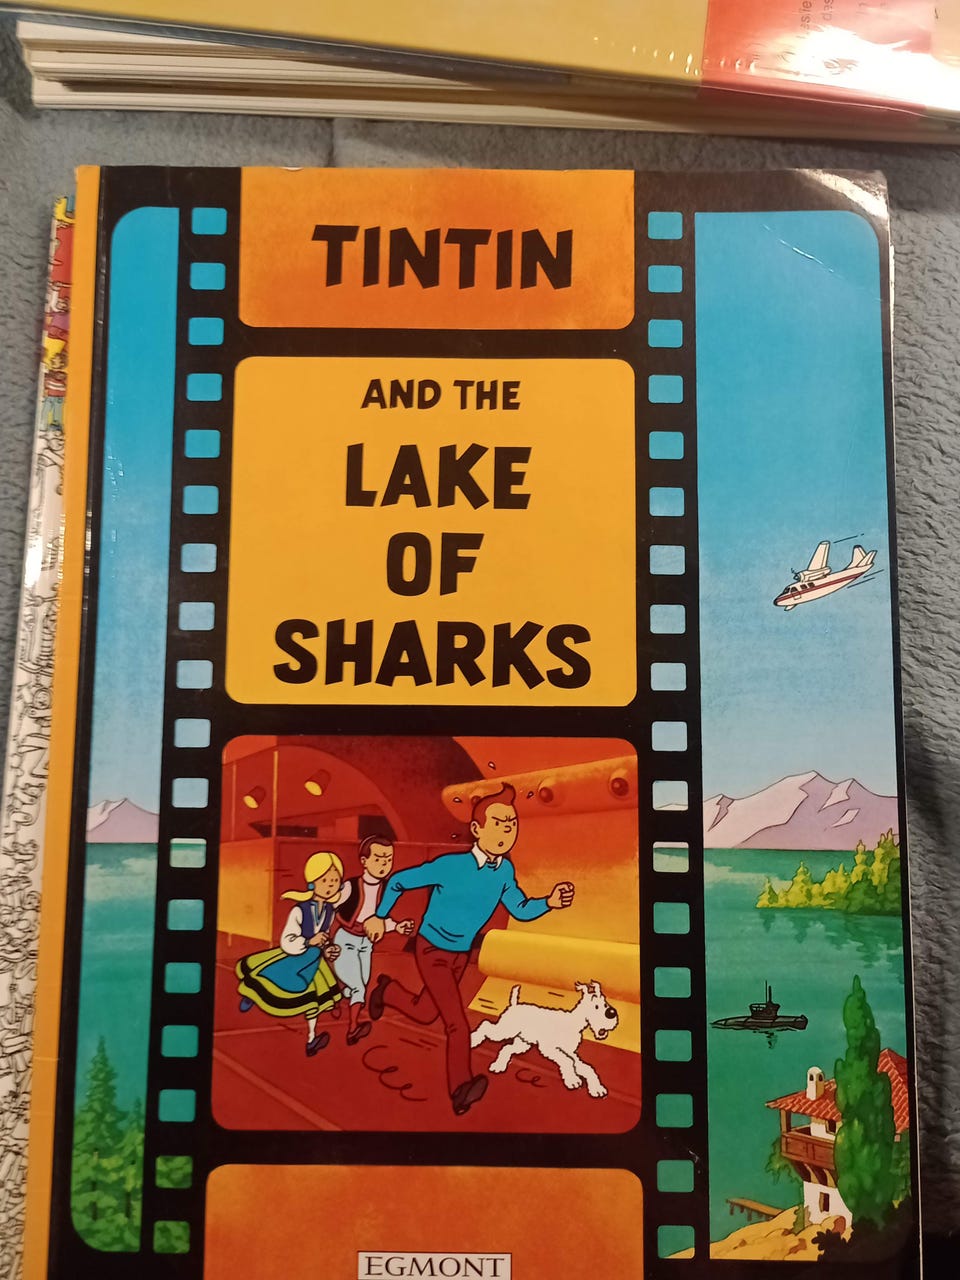 TINTIN
AND THE
LAKE
OF
SHARKS
EGMONT